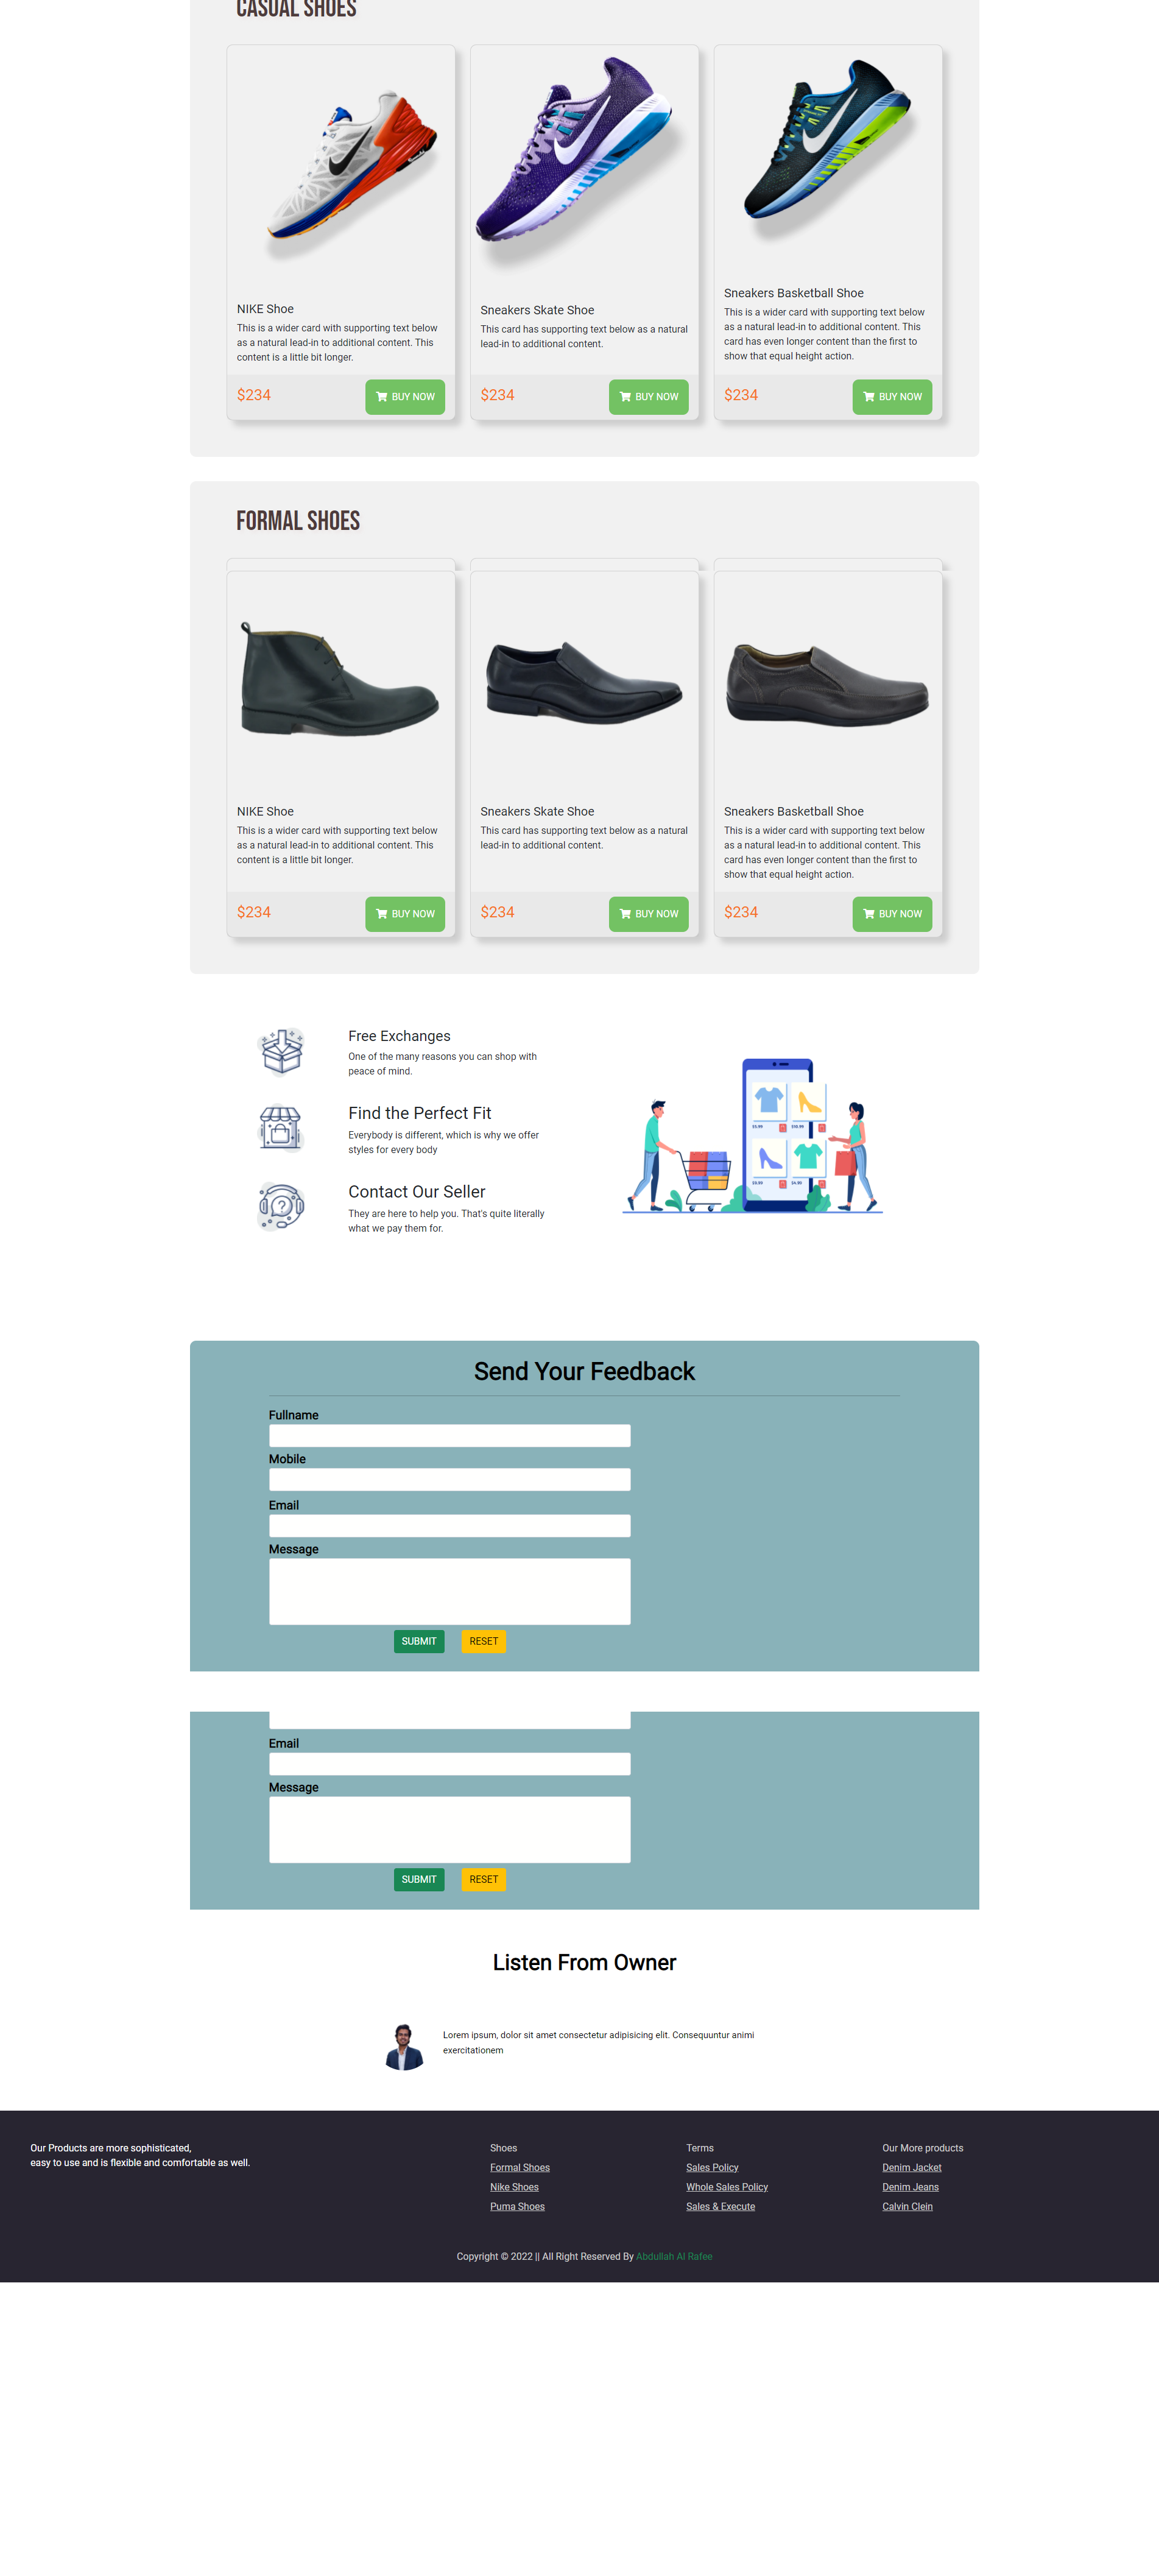 CASUAL SHOES
NIKE Shoe
This is a wider card with supporting text below
as a natural lead-in to additional content. This
content is a little bit longer.
$234
BUY NOW
Sneakers Skate Shoe
This card has supporting text below as a natural
lead-in to additional content.
$234
BUY NOW
Sneakers Basketball Shoe
This is a wider card with supporting text below
as a natural lead-in to additional content. This
card has even longer content than the first to
show that equal height action.
$234
BUY NOW
FORMAL SHOES
NIKE Shoe
This is a wider card with supporting text below
as a natural lead-in to additional content. This
content is a little bit longer.
$234
BUY NOW
Sneakers Skate Shoe
This card has supporting text below as a natural
lead-in to additional content.
$234
BUY NOW
Sneakers Basketball Shoe
This is a wider card with supporting text below
as a natural lead-in to additional content. This
card has even longer content than the first to
show that equal height action.
$234
BUY NOW
Free Exchanges
One of the many reasons you can shop with
peace of mind.
Find the Perfect Fit
Everybody is different, which is why we offer
styles for every body
Contact Our Seller
They are here to help you. That's quite literally
what we pay them for.
Send Your Feedback
Fullname
Mobile
Email
Message
SUBMIT
RESET
Email
Message
SUBMIT
RESET
Listen From Owner
Lorem ipsum, dolor sit amet consectetur adipisicing elit. Consequuntur animi
exercitationem
Our Products are more sophisticated,
easy to use and is flexible and comfortable as well.
Shoes
Formal Shoes
Nike Shoes
Puma Shoes
Terms
Sales Policy
Whole Sales Policy
Sales & Execute
Our More products
Denim Jacket
Denim Jeans
Calvin Clein
Copyright © 2022 || All Right Reserved By Abdullah Al Rafee